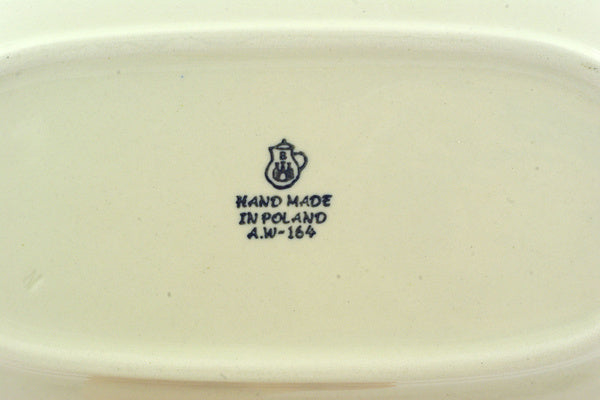 B
HAND MADE
IN POLAND
A.W-164